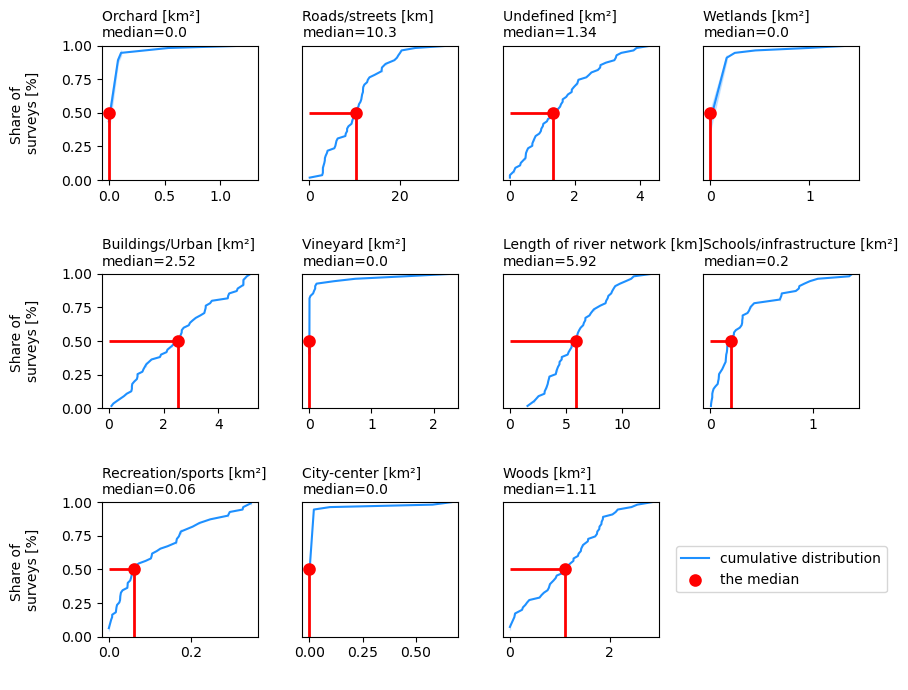 Orchard [km²]
median=0.0
Roads/streets [km]
median=10.3
Undefined [km²]
median=1.34
Wetlands [km²]
median=0.0
Share of
surveys [%]
1.00
0.75
0.50
0.25
0.00
0.0 0.5 1.0
0 20
0 2 4
0 1
Buildings/Urban [km²]
median=2.52
Vineyard [km²]
median=0.0
Length of river network [km]
median=5.92
Schools/infrastructure [km²]
median=0.2
Share of
surveys [%]
1.00
0.75
0.50
0.25
0.00
0 2 4
0 1 2
0 5 10
0 1
Recreation/sports [km²]
median=0.06
City-center [km²]
median=0.0
Woods [km²]
median=1.11
Share of
surveys [%]
1.00
0.75
0.50
0.25
0.00
0.0 0.2
0.00 0.25 0.50
0 2
cumulative distribution
the median